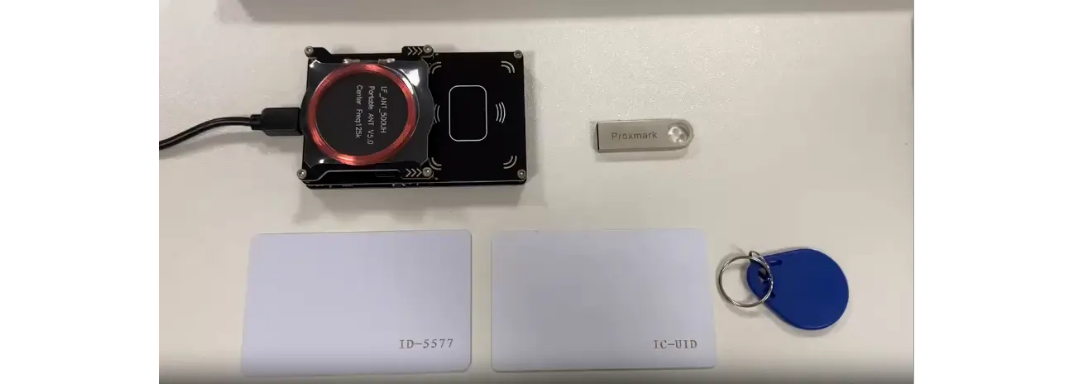 LF_ANT_500UH
Portable ANT V5.0
Center Freq125k
Proxmark
ID-5577
IC-UID